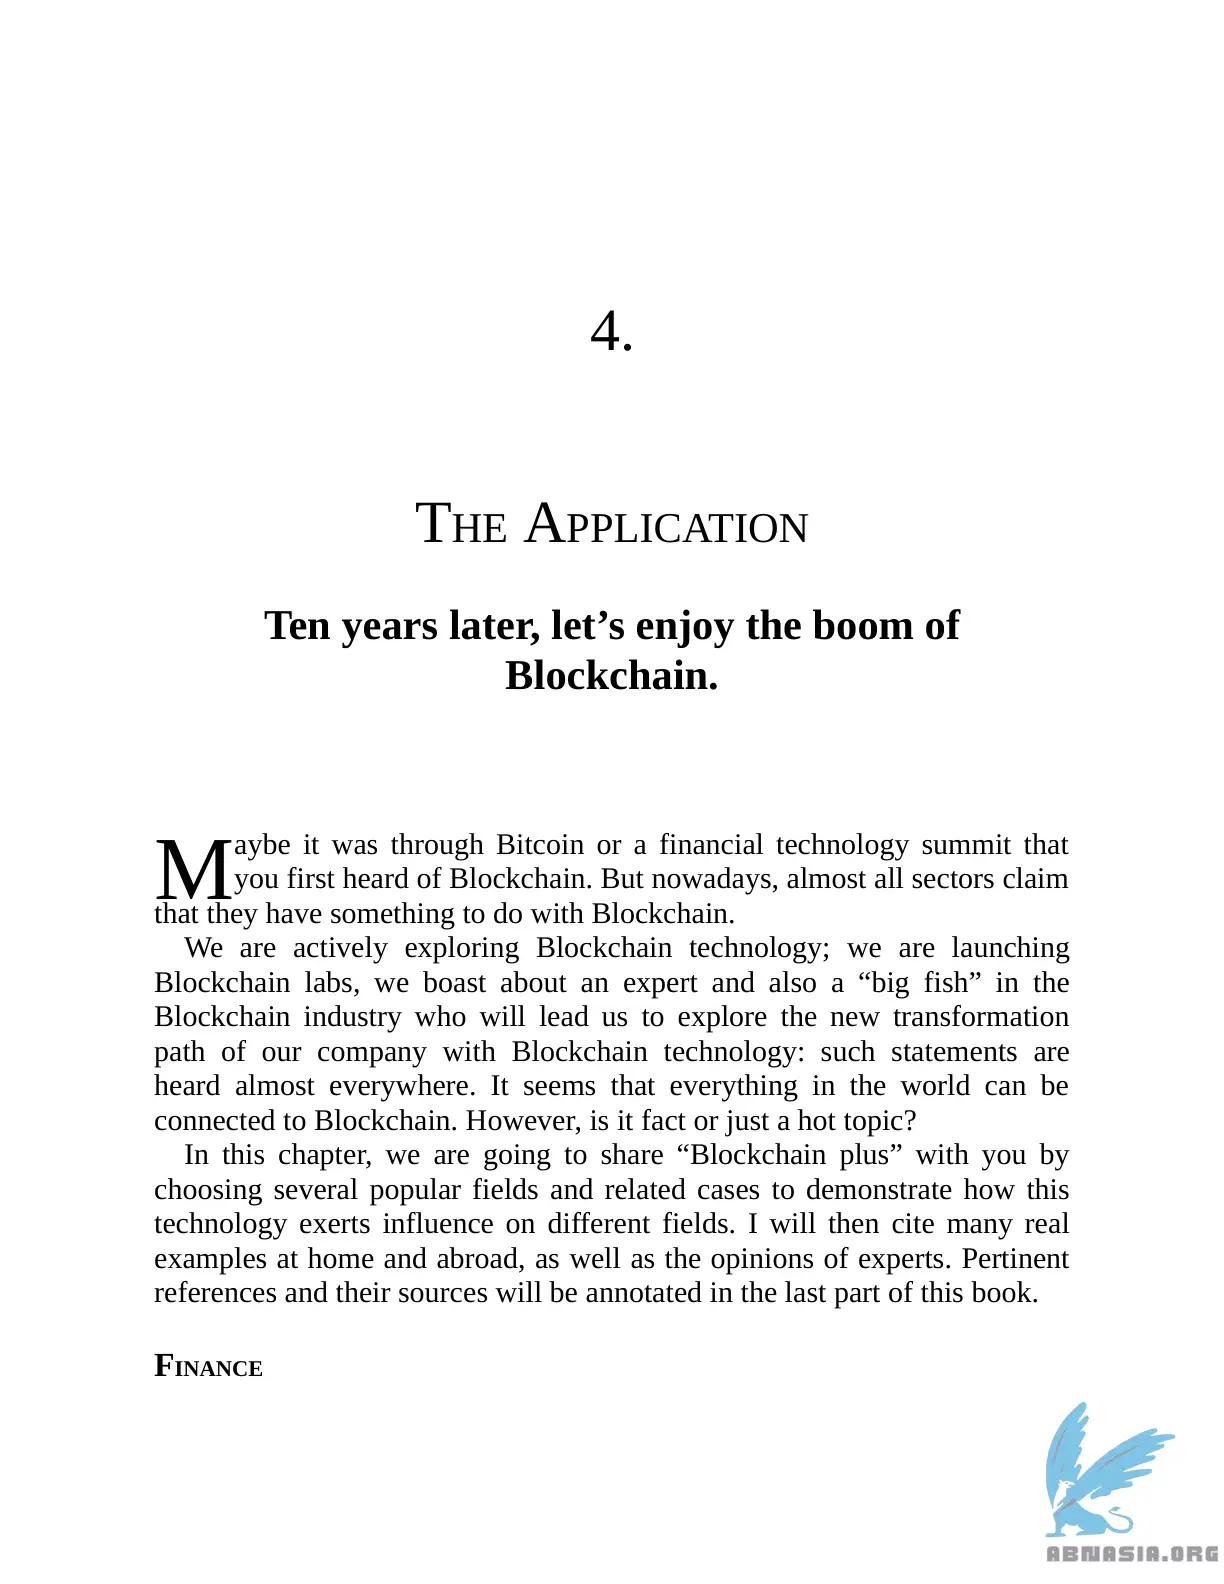 4.
THE APPLICATION
Ten years later, let’s enjoy the boom of
Blockchain.
Maybe it was through Bitcoin or a financial technology summit that
you first heard of Blockchain. But nowadays, almost all sectors claim
that they have something to do with Blockchain.
We are actively exploring Blockchain technology; we are launching
Blockchain labs, we boast about an expert and also a “big fish” in the
Blockchain industry who will lead us to explore the new transformation
path of our company with Blockchain technology: such statements are
heard almost everywhere. It seems that everything in the world can be
connected to Blockchain. However, is it fact or just a hot topic?
In this chapter, we are going to share “Blockchain plus” with you by
choosing several popular fields and related cases to demonstrate how this
technology exerts influence on different fields. I will then cite many real
examples at home and abroad, as well as the opinions of experts. Pertinent
references and their sources will be annotated in the last part of this book.
FINANCE
ABNASIA.ORG